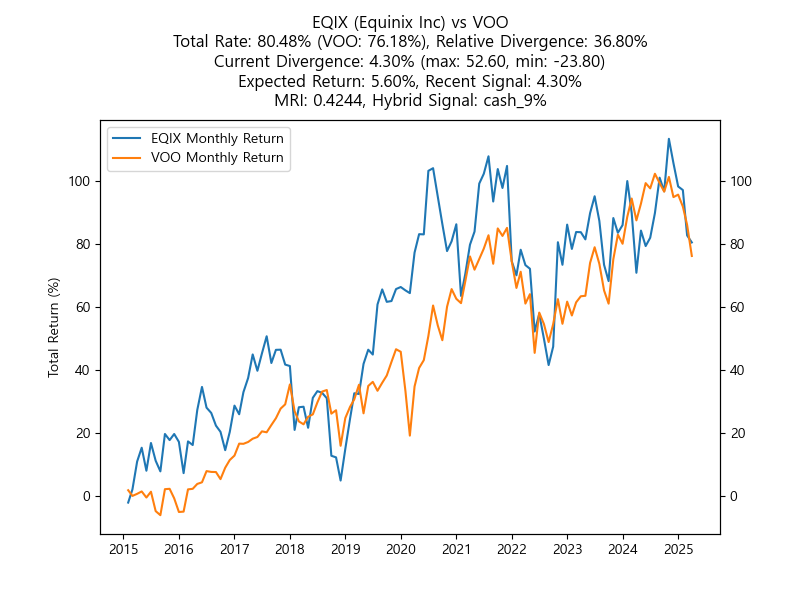 EQIX (Equinix Inc) vs VOO
Total Rate: 80.48% (VOO: 76.18%), Relative Divergence: 36.80%
Current Divergence: 4.30% (max: 52.60, min: -23.80)
Expected Return: 5.60%, Recent Signal: 4.30%
MRI: 0.4244, Hybrid Signal: cash_9%
EQIX Monthly Return
VOO Monthly Return
100 100
80 80
60 60
40 40
20 20
0 0
Total Return (%)
2015 2016 2017 2018 2019 2020 2021 2022 2023 2024 2025